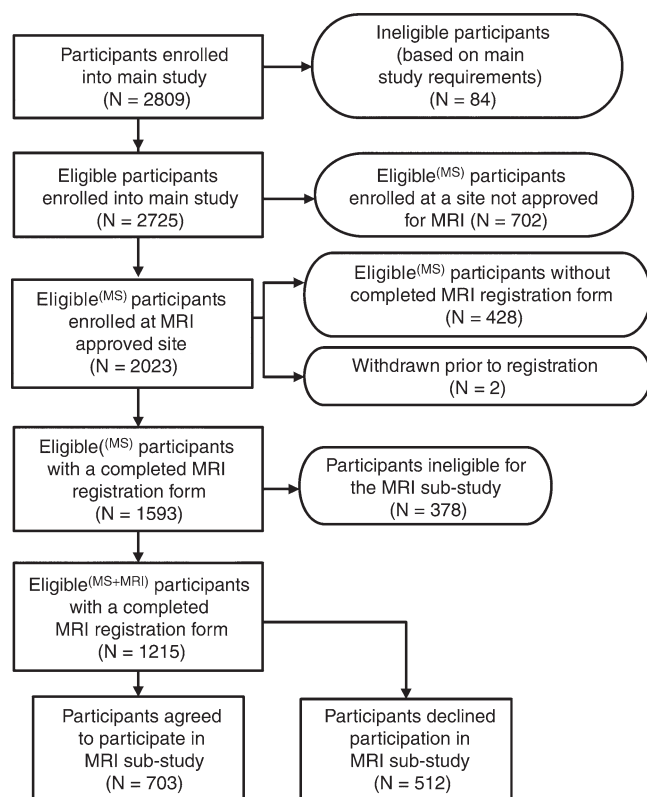 Participants enrolled
into main study
(N = 2809)
Ineligible participants
(based on main
study requirements)
(N = 84)
Eligible participants
enrolled into main study
(N = 2725)
Eligible(MS) participants
enrolled at a site not approved
for MRI (N = 702)
Eligible(MS) participants
enrolled at MRI
approved site
(N = 2023)
Eligible(MS) participants without
completed MRI registration form
(N = 428)
Withdrawn prior to registration
(N = 2)
Eligible((MS) participants
with a completed MRI
registration form
(N = 1593)
Participants ineligible for
the MRI sub-study
(N = 378)
Eligible(MS+MRI) participants
with a completed
MRI registration form
(N = 1215)
Participants agreed
to participate in
MRI sub-study
(N = 703)
Participants declined
participation in
MRI sub-study
(N = 512)